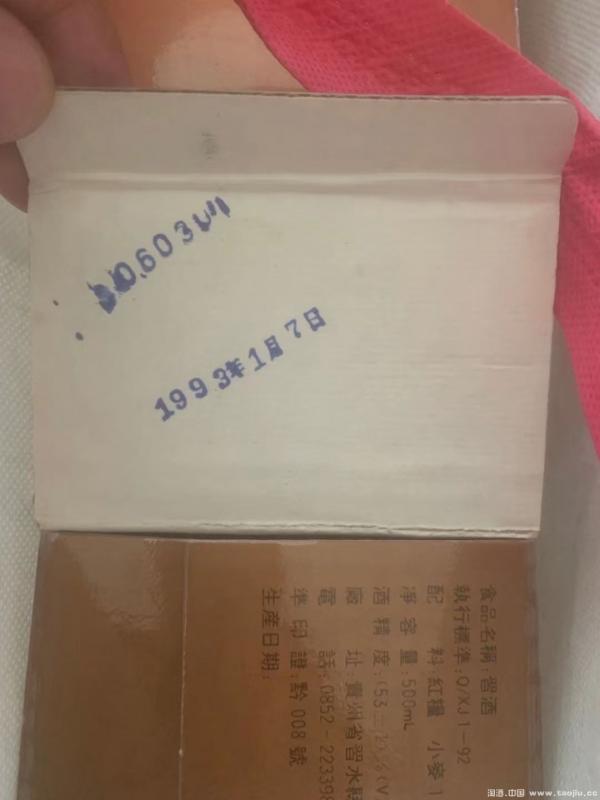 0603
1993年1月7日
食品名稱:習酒
執行標準:Q/XJ1-92
配 料:紅糧 小麥
淨容量:500mL
酒精度:(53
廠 址:貴州省習水縣
電 話:0852-223398
準印證:黔008號
生產日期:
淘酒.中国 www.taojiu.cc